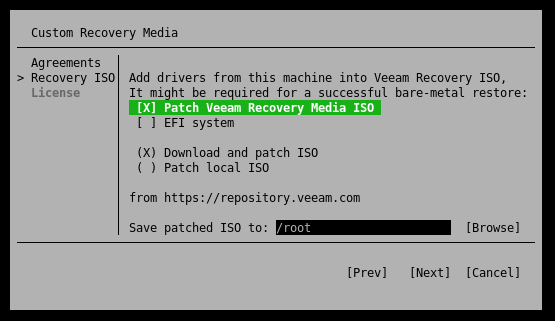 Custom Recovery Media
Agreements
> Recovery ISO
License
Add drivers from this machine into Veeam Recovery ISO,
It might be required for a successful bare-metal restore:
[X] Patch Veeam Recovery Media ISO
[ ] EFI system
(X) Download and patch ISO
( ) Patch local ISO
from https://repository.veeam.com
Save patched ISO to: /root [Browse]
[Prev] [Next] [Cancel]